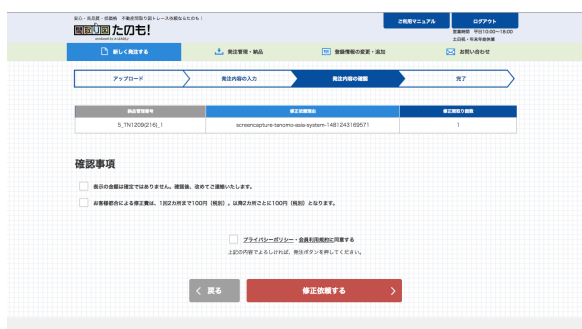 安心・高品質・低価格 不動産間取り図トレース依頼ならたのも!
間取り図 たのも!
ご利用マニュアル
ログアウト
営業時間 平日10:00～18:00
土日祝・年末年始休業
新しく発注する
発注管理・納品
登録情報の変更・追加
お問い合わせ
アップロード
発注内容の入力
発注内容の確認
完了
納品管理番号
修正依頼理由
修正間取り図数
5_TN1209(216)_1
screencapture-tanomo-asia-system-1481243169571
1
確認事項
表示の金額は確定ではありません。確認後、改めてご連絡いたします。
お客様都合による修正費は、1回2カ所まで100円（税別）。以降2カ所ごとに100円（税別）となります。
プライバシーポリシー・会員利用規約に同意する
上記の内容でよろしければ、発注ボタンを押してください。
戻る
修正依頼する